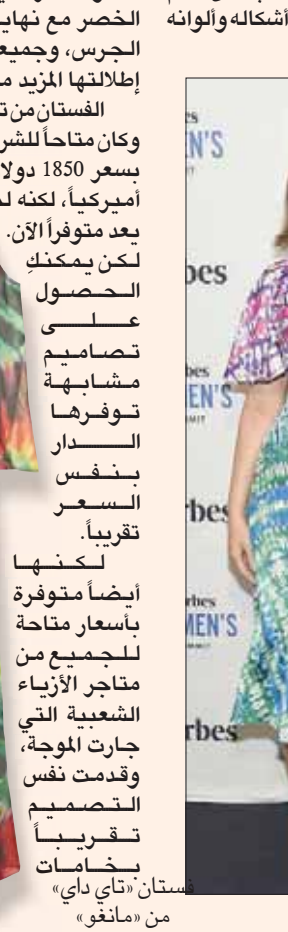 أشكاله وألوانه
الخصر مع نهاي
الجرس، وجميع
إطلالتها المزيد م
الفستان من ت
وكان متاحاً للشر
بسعر 1850 دولا
أميركياً، لكنه ل
يعد متوفراً الآن.
لكن يمكنكِ
الحصول
على
تصاميم
مشابهة
توفرها
الدار
بنفس
السعر
تقريباً.
لكنها
أيضاً متوفرة
بأسعار متاحة
للجميع من
متاجر الأزياء
الشعبية التي
جارت الموجة،
وقدمت نفس
التصميم
تقريباً
بخامات
فستان «تاي داي»
من «مانغو»
EN'S
bes
bes
EN'S
MIT
rbes
rbes
MEN'S
rbes